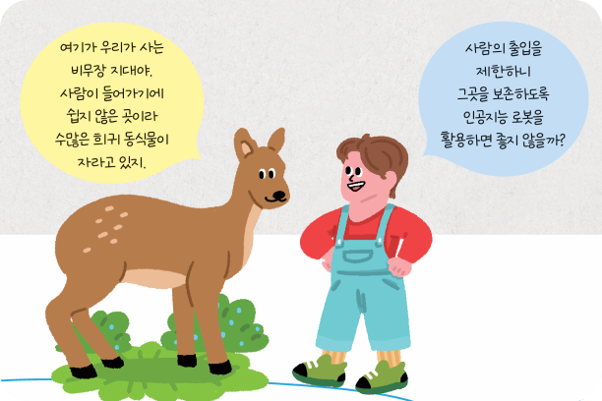 여기가 우리가 사는
비무장 지대야.
사람이 들어가기에
쉽지 않은 곳이라
수많은 희귀 동식물이
자라고 있지.
사람의 출입을
제한하니
그곳을 보존하도록
인공지능 로봇을
활용하면 좋지 않을까?